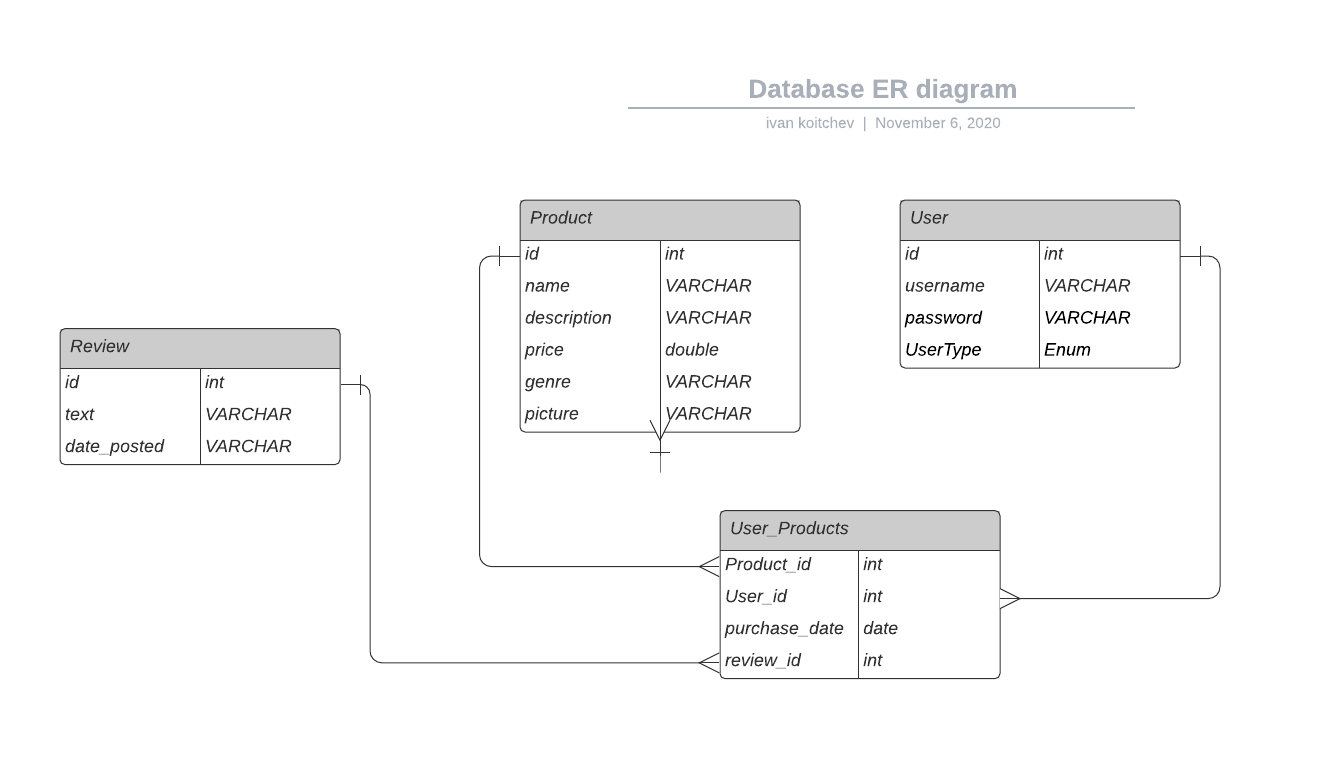 Database ER diagram
ivan koitchev | November 6, 2020
Product
id int
name VARCHAR
description VARCHAR
price double
genre VARCHAR
picture VARCHAR
User
id int
username VARCHAR
password VARCHAR
UserType Enum
Review
id int
text VARCHAR
date_posted VARCHAR
User_Products
Product_id int
User_id int
purchase_date date
review_id int